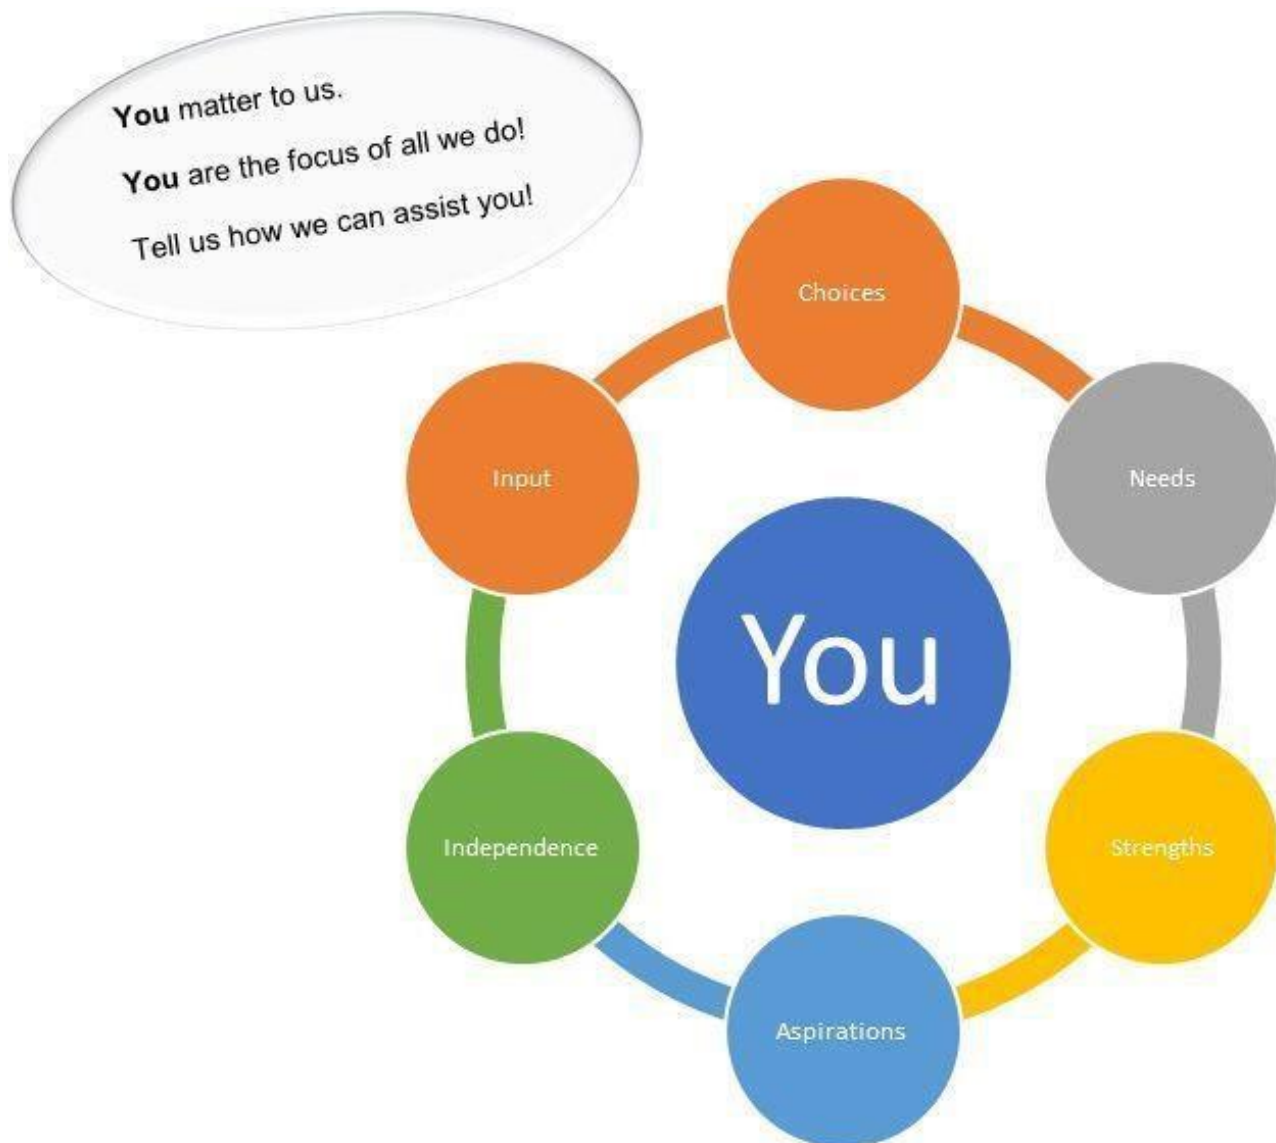 You matter to us.
You are the focus of all we do!
Tell us how we can assist you!
Choices
Input
Needs
You
Independence
Strengths
Aspirations